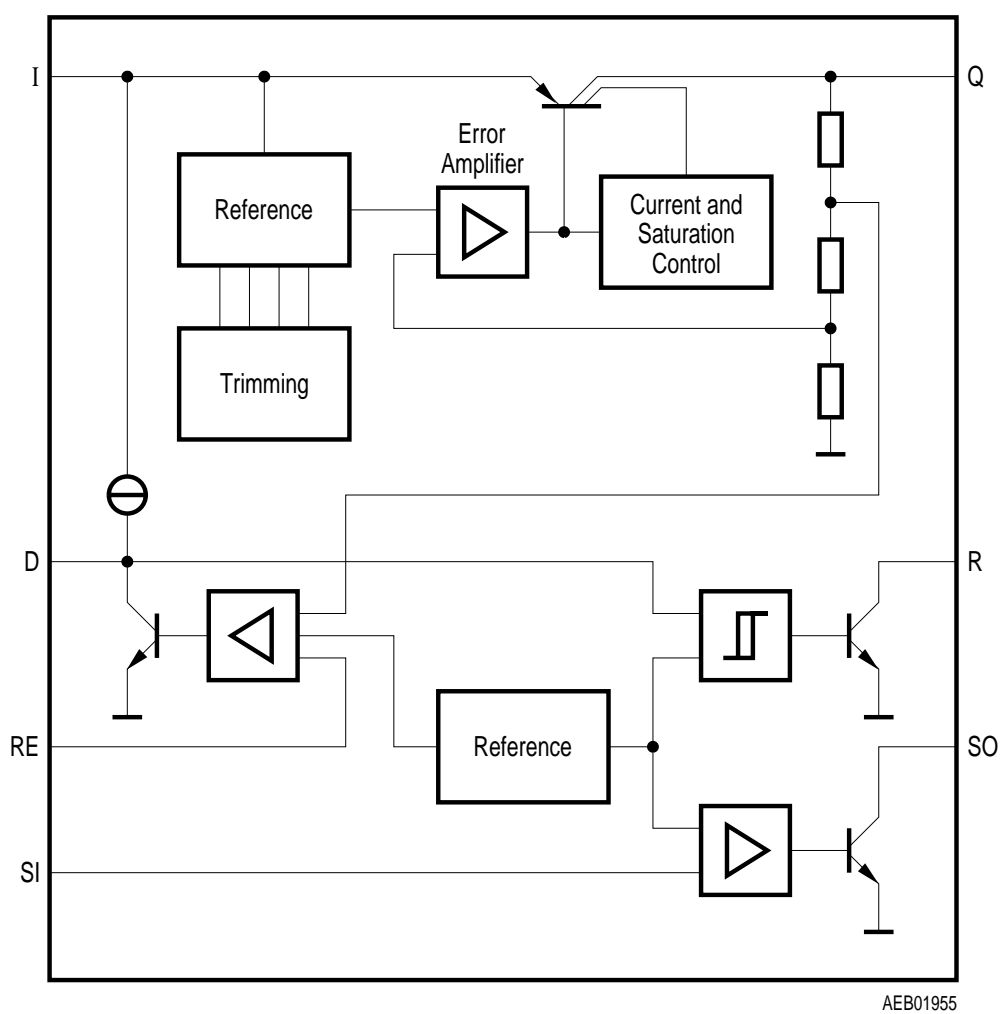 I
Q
Error
Amplifier
Reference
Current and
Saturation
Control
Trimming
D
R
RE
Reference
SO
SI
AEB01955